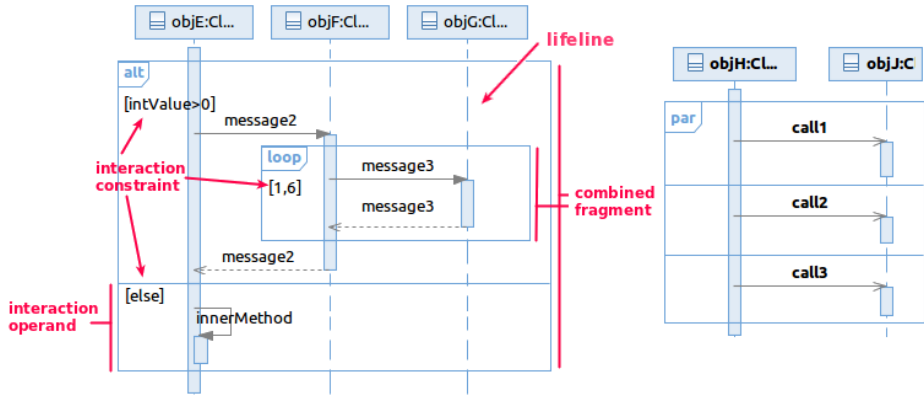 objE:Cl...
objF:Cl...
objG:Cl...
lifeline
alt
[intValue>0]
message2
loop
message3
interaction
constraint
[1,6]
message3
combined
fragment
message2
[else]
interaction
operand
innerMethod
objH:Cl...
objJ:C
par
call1
call2
call3